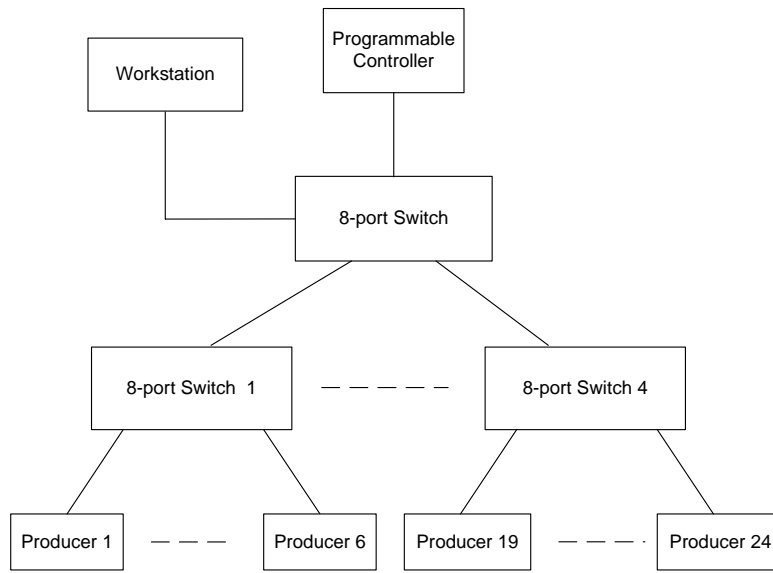 Programmable
Controller
Workstation
8-port Switch
8-port Switch 1
8-port Switch 4
Producer 1
Producer 6
Producer 19
Producer 24